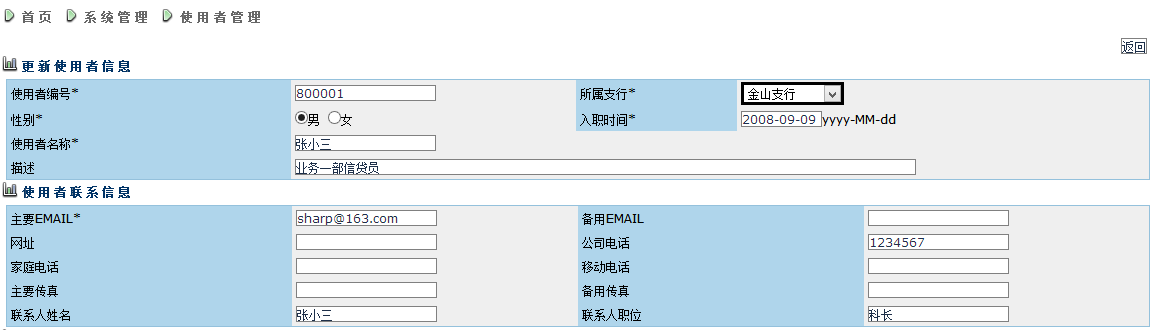 首页 系统管理 使用者管理
返回
更新使用者信息
使用者编号* 800001 所属支行* 金山支行
性别* 男 女 入职时间* 2008-09-09 yyyy-MM-dd
使用者名称* 张小三
描述 业务一部信贷员
使用者联系信息
主要EMAIL* sharp@163.com 备用EMAIL
网址 公司电话 1234567
家庭电话 移动电话
主要传真 备用传真
联系人姓名 张小三 联系人职位 科长